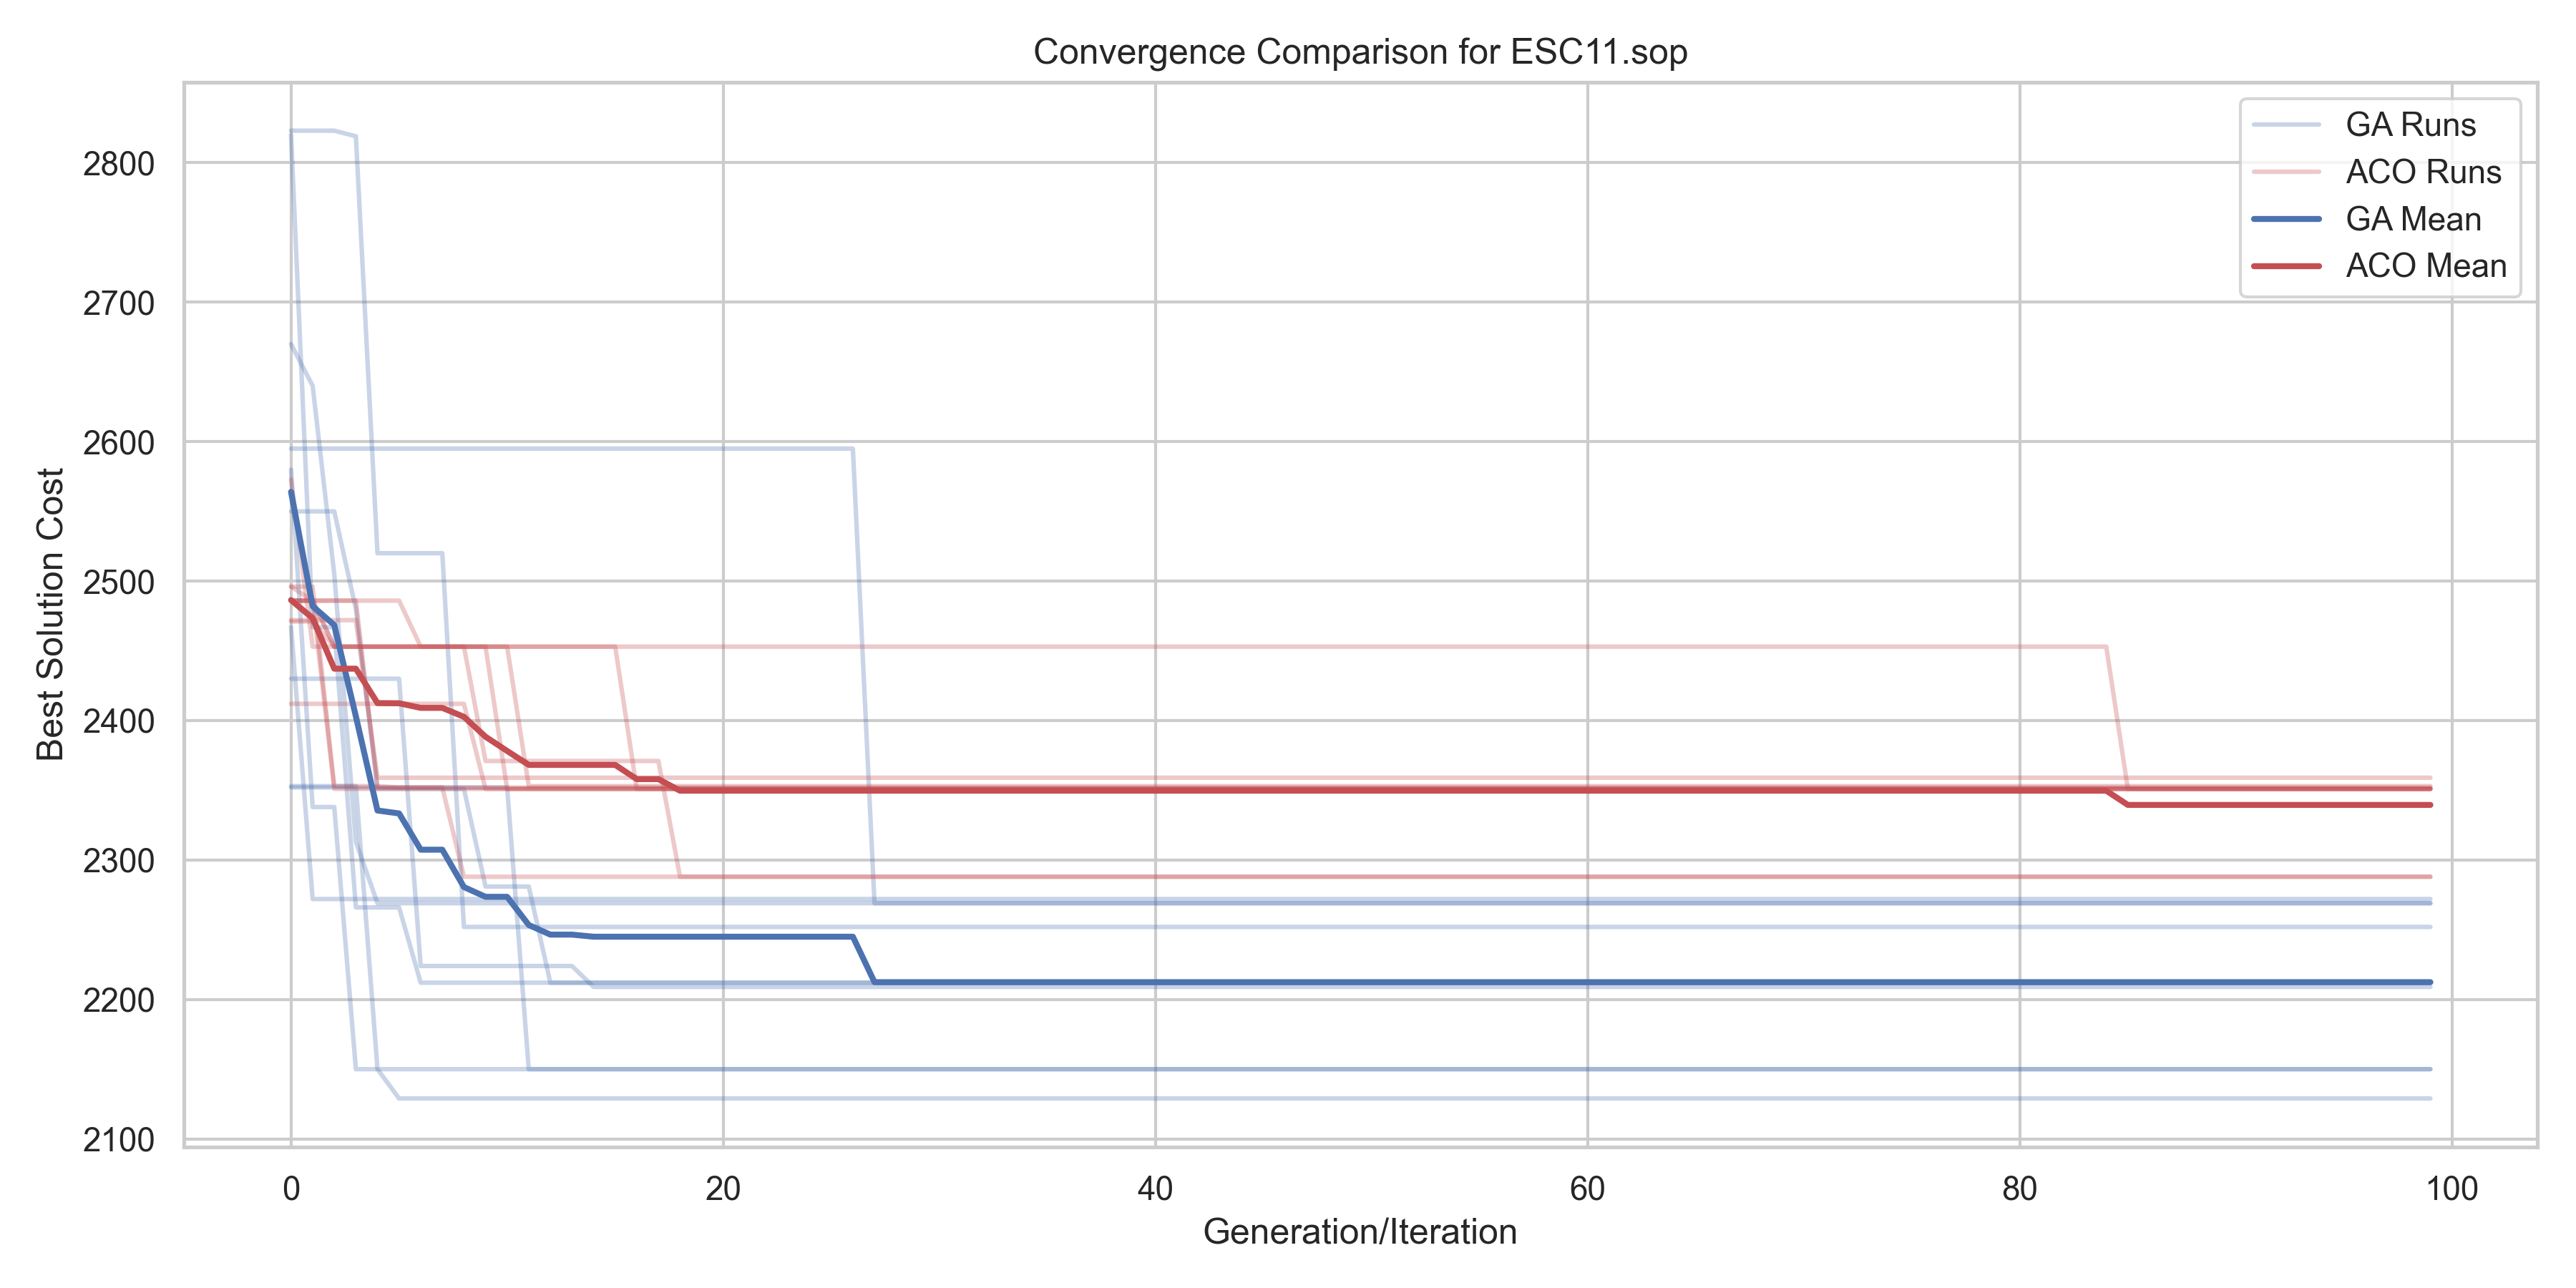 Convergence Comparison for ESC11.sop
GA Runs
ACO Runs
GA Mean
ACO Mean
Best Solution Cost
2800
2700
2600
2500
2400
2300
2200
2100
0 20 40 60 80 100
Generation/Iteration